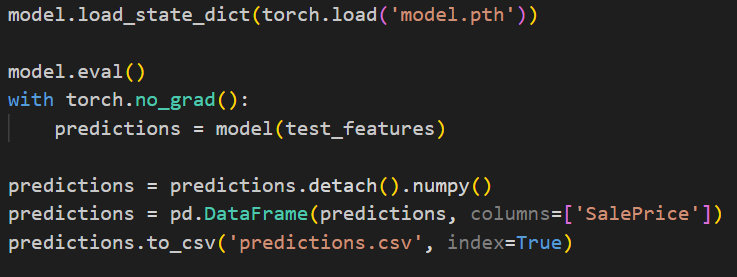 model.load_state_dict(torch.load('model.pth'))
model.eval()
with torch.no_grad():
    predictions = model(test_features)
predictions = predictions.detach().numpy()
predictions = pd.DataFrame(predictions, columns=['SalePrice'])
predictions.to_csv('predictions.csv', index=True)